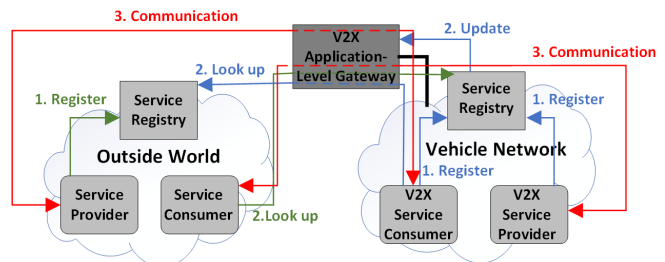 3. Communication
V2X
Application-
Level Gateway
2. Update
3. Communication
2. Look up
1. Register
Service
Registry
Service
Registry
1. Register
Outside World
Vehicle Network
1. Register
Service
Provider
Service
Consumer
2.Look up
V2X
Service
Consumer
V2X
Service
Provider